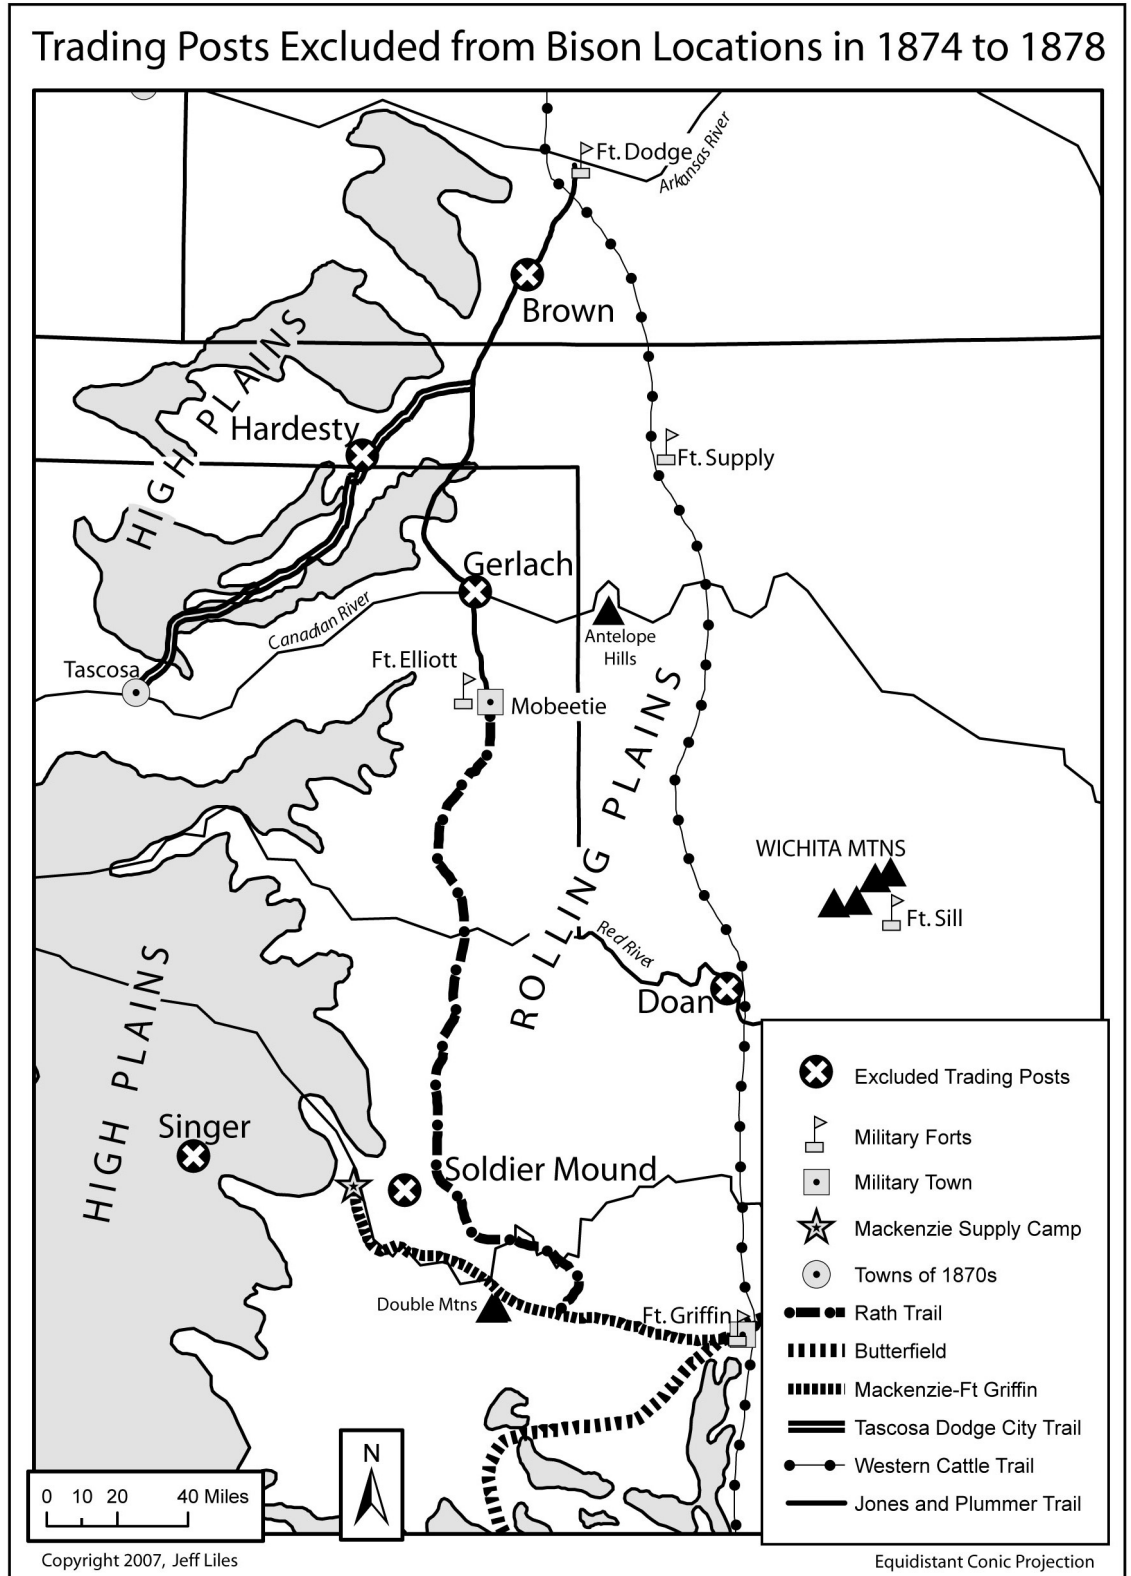 Trading Posts Excluded from Bison Locations in 1874 to 1878
Ft. Dodge
Arkansas River
Brown
HIGH PLAINS
Hardesty
Ft. Supply
Gerlach
Canadian River
Antelope
Hills
Tascosa
Ft. Elliott
Mobeetie
ROLLING PLAINS
WICHITA MTNS
Ft. Sill
Red River
Doan
HIGH PLAINS
Singer
Soldier Mound
Double Mtns
Ft. Griffin
Excluded Trading Posts
Military Forts
Military Town
Mackenzie Supply Camp
Towns of 1870s
Rath Trail
Butterfield
Mackenzie-Ft Griffin
Tascosa Dodge City Trail
Western Cattle Trail
Jones and Plummer Trail
N
0 10 20 40 Miles
Copyright 2007, Jeff Liles
Equidistant Conic Projection